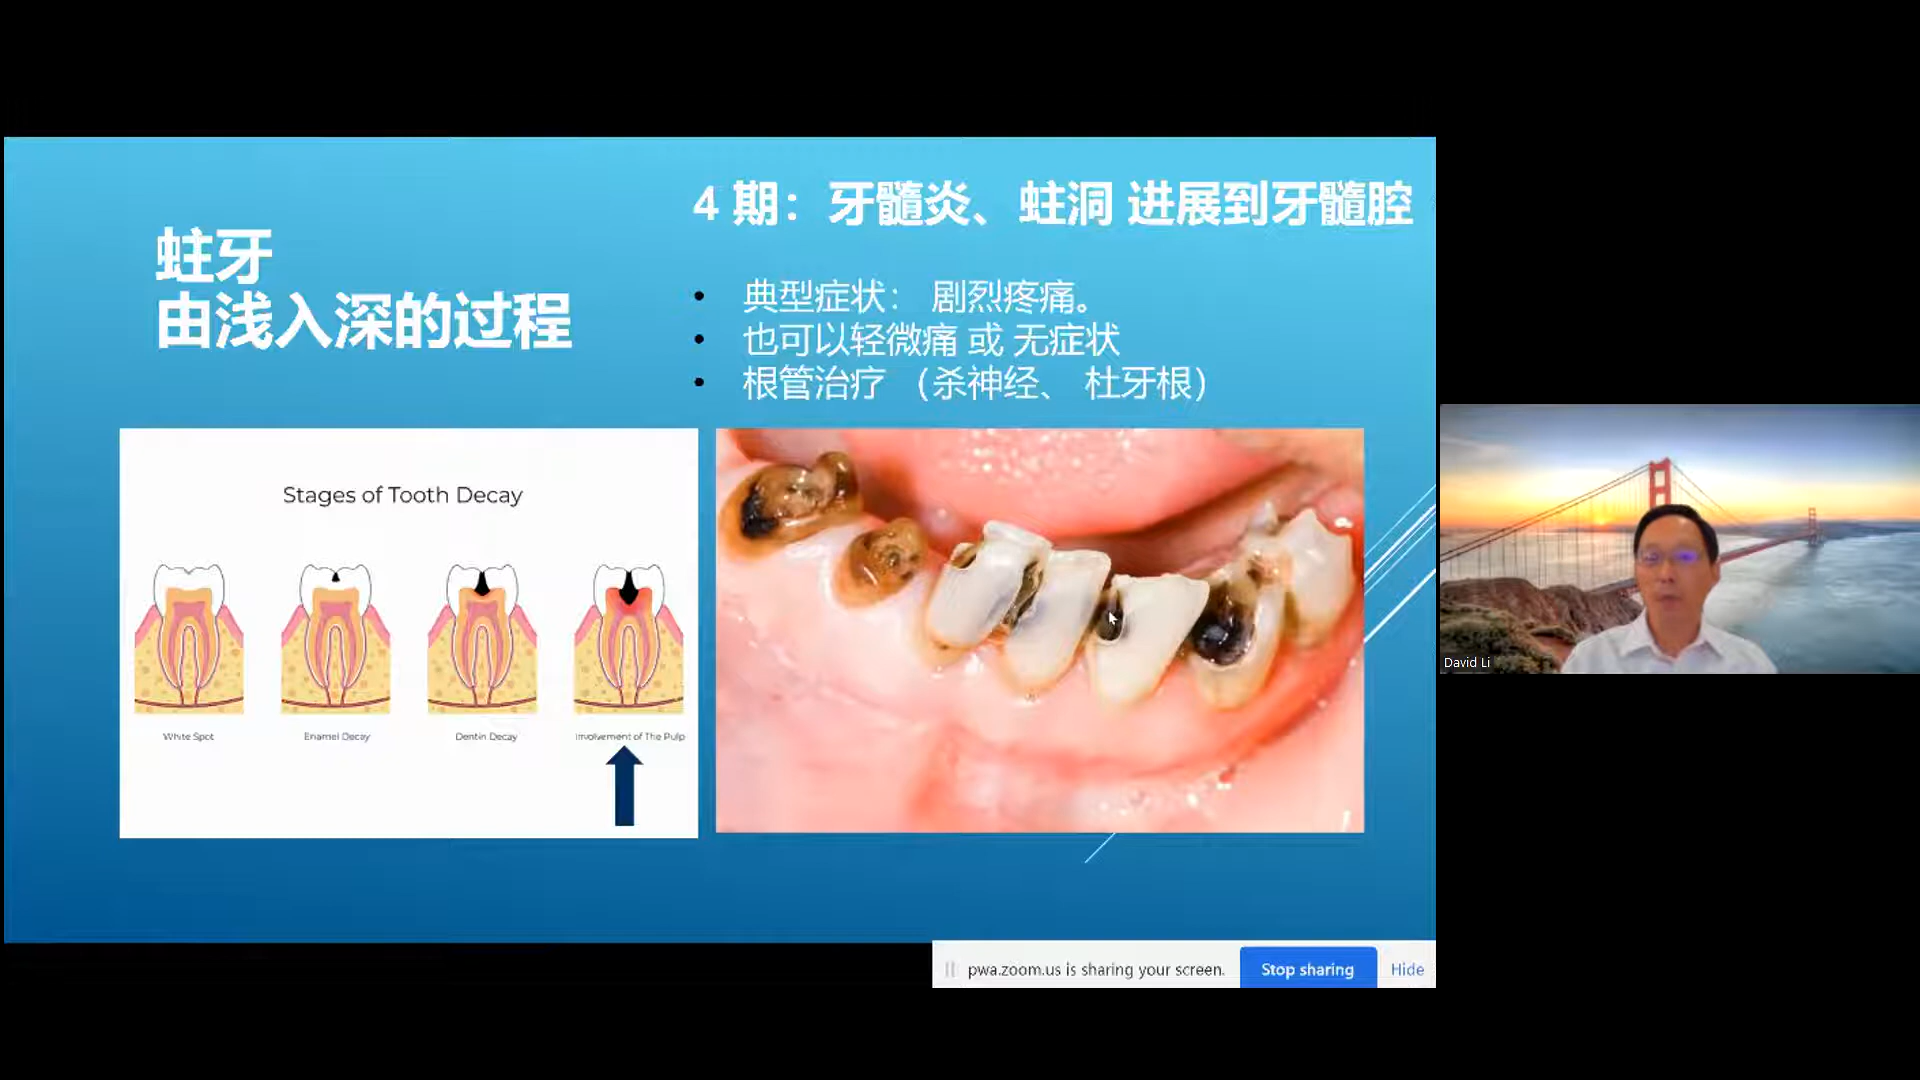 蛀牙
由浅入深的过程
4 期：牙髓炎、蛀洞 进展到牙髓腔
• 典型症状： 剧烈疼痛。
• 也可以轻微痛 或 无症状
• 根管治疗 （杀神经、 杜牙根）
Stages of Tooth Decay
White Spot
Enamel Decay
Dentin Decay
Involvement of The Pulp
David Li
pwa.zoom.us is sharing your screen.
Stop sharing
Hide